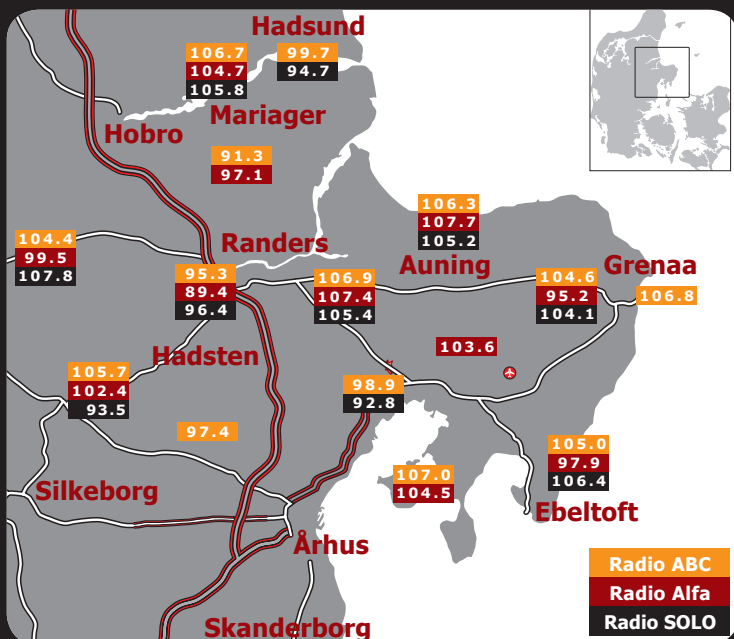 Hadsund
106.7
104.7
105.8
99.7
94.7
Mariager
Hobro
91.3
97.1
106.3
107.7
105.2
104.4
99.5
107.8
Randers
Auning
Grenaa
95.3
89.4
96.4
106.9
107.4
105.4
104.6
95.2
104.1
106.8
Hadsten
103.6
105.7
102.4
93.5
98.9
92.8
97.4
105.0
97.9
106.4
107.0
104.5
Silkeborg
Ebeltoft
Århus
Skanderborg
Radio ABC
Radio Alfa
Radio SOLO